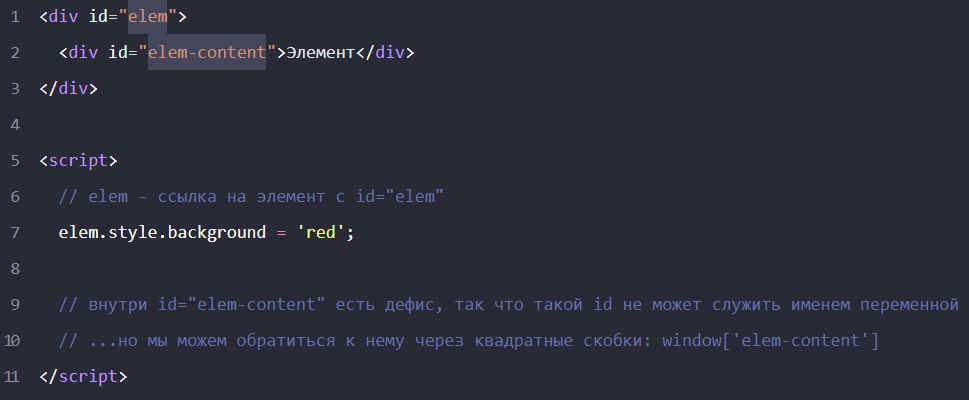 1 <div id="elem">
2 <div id="elem-content">Элемент</div>
3 </div>
4
5 <script>
6 // elem - ссылка на элемент с id="elem"
7 elem.style.background = 'red';
8
9 // внутри id="elem-content" есть дефис, так что такой id не может служить именем переменной
10 // ...но мы можем обратиться к нему через квадратные скобки: window['elem-content']
11 </script>